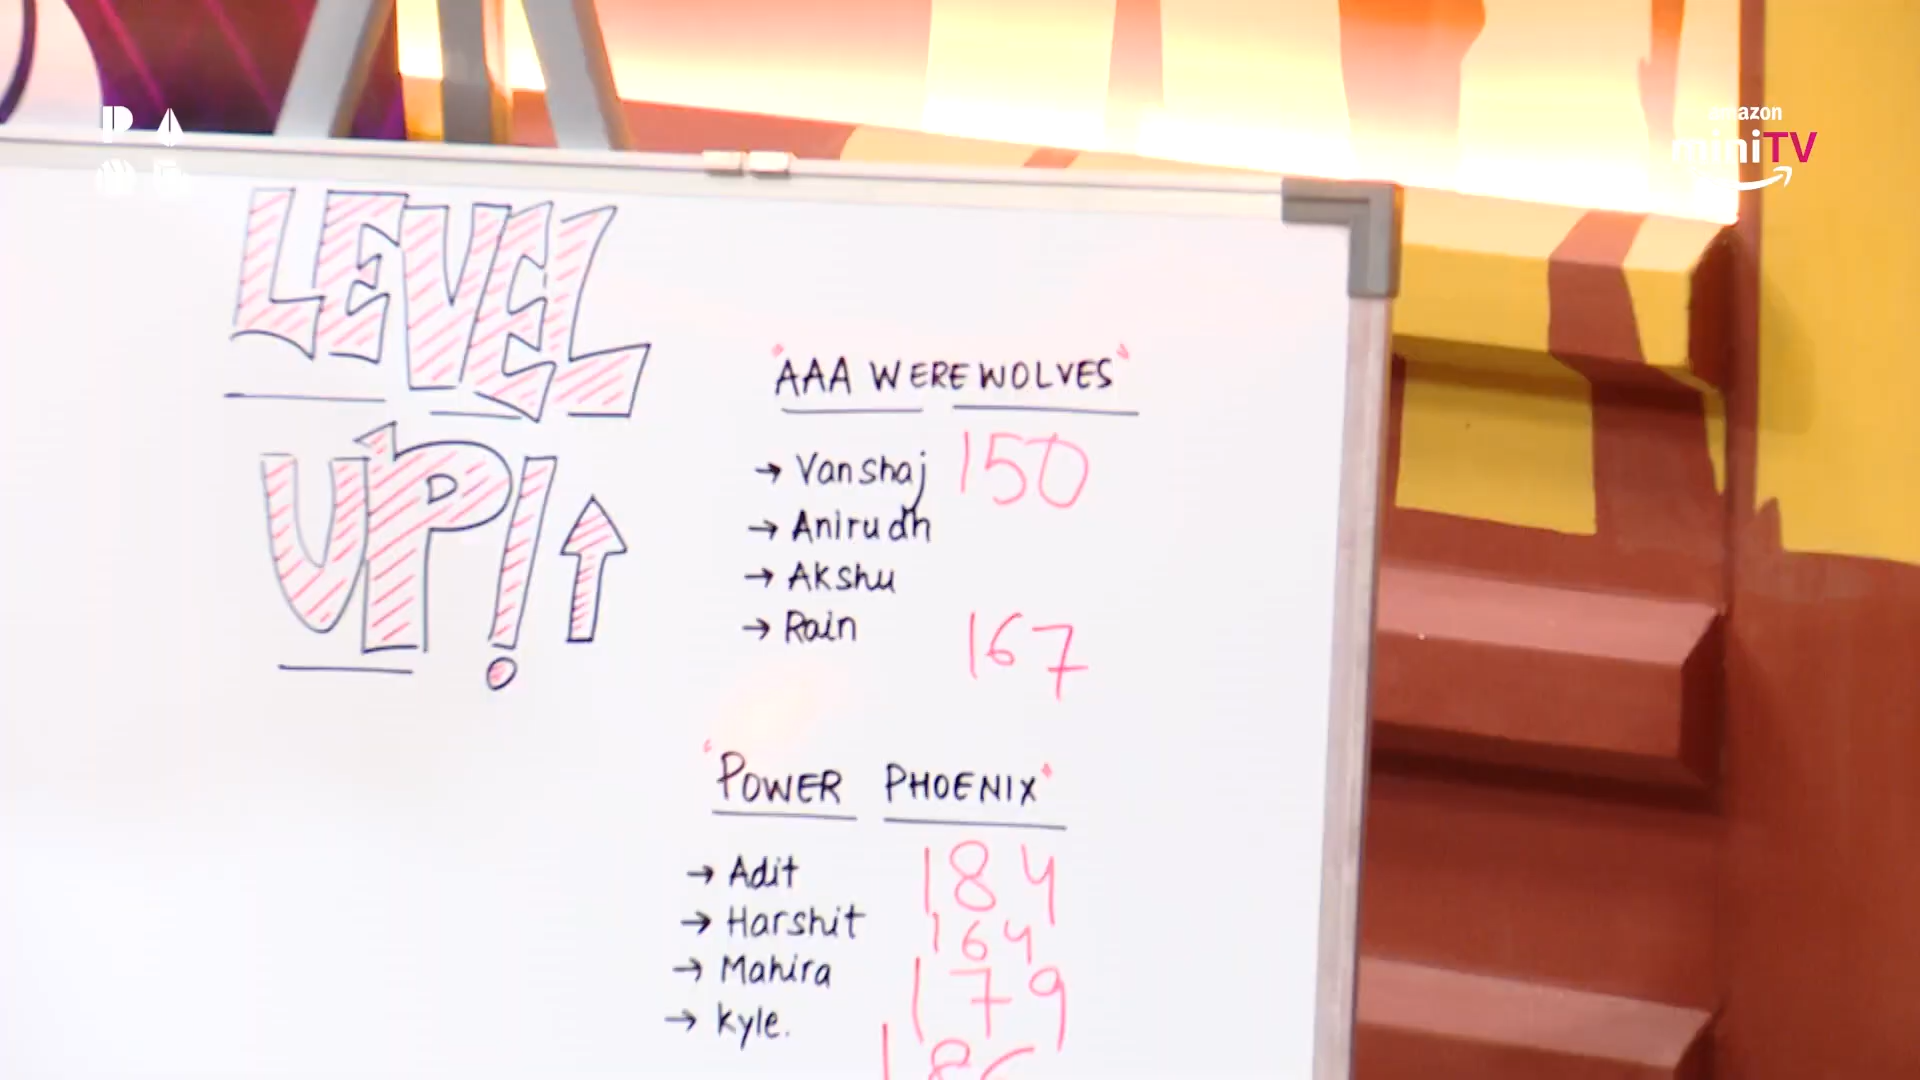 amazon
miniTV
LEVEL
UP!
"AAA WEREWOLVES"
→ Vanshaj 150
→ Anirudh
→ Akshu
→ Rain 167
"POWER PHOENIX"
→ Adit 184
→ Harshit 164
→ Mahira 179
→ Kyle.